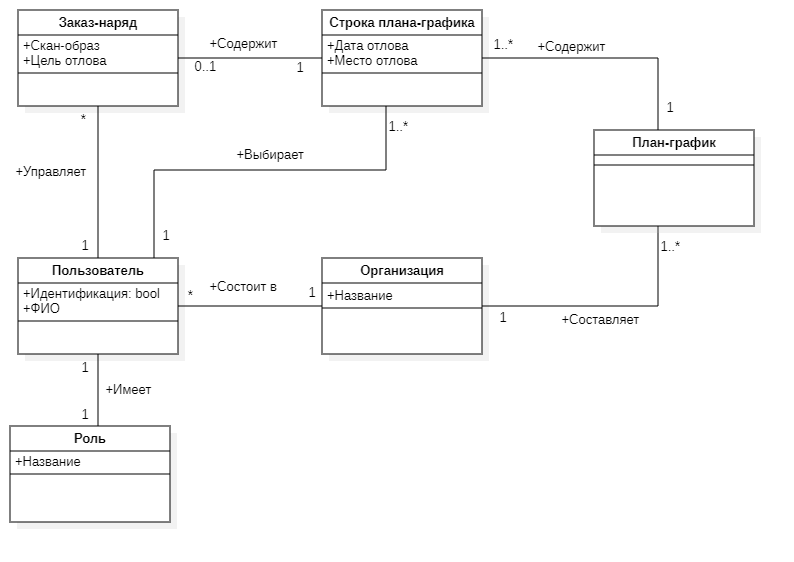 Заказ-наряд
+Скан-образ
+Цель отлова
+Содержит
0..1
1
Строка плана-графика
+Дата отлова
+Место отлова
1..*
+Содержит
1
План-график
*
+Управляет
1
+Выбирает
1..*
1
Пользователь
+Идентификация: bool
+ФИО
*
+Состоит в
1
Организация
+Название
1..*
1
+Составляет
1
+Имеет
1
Роль
+Название